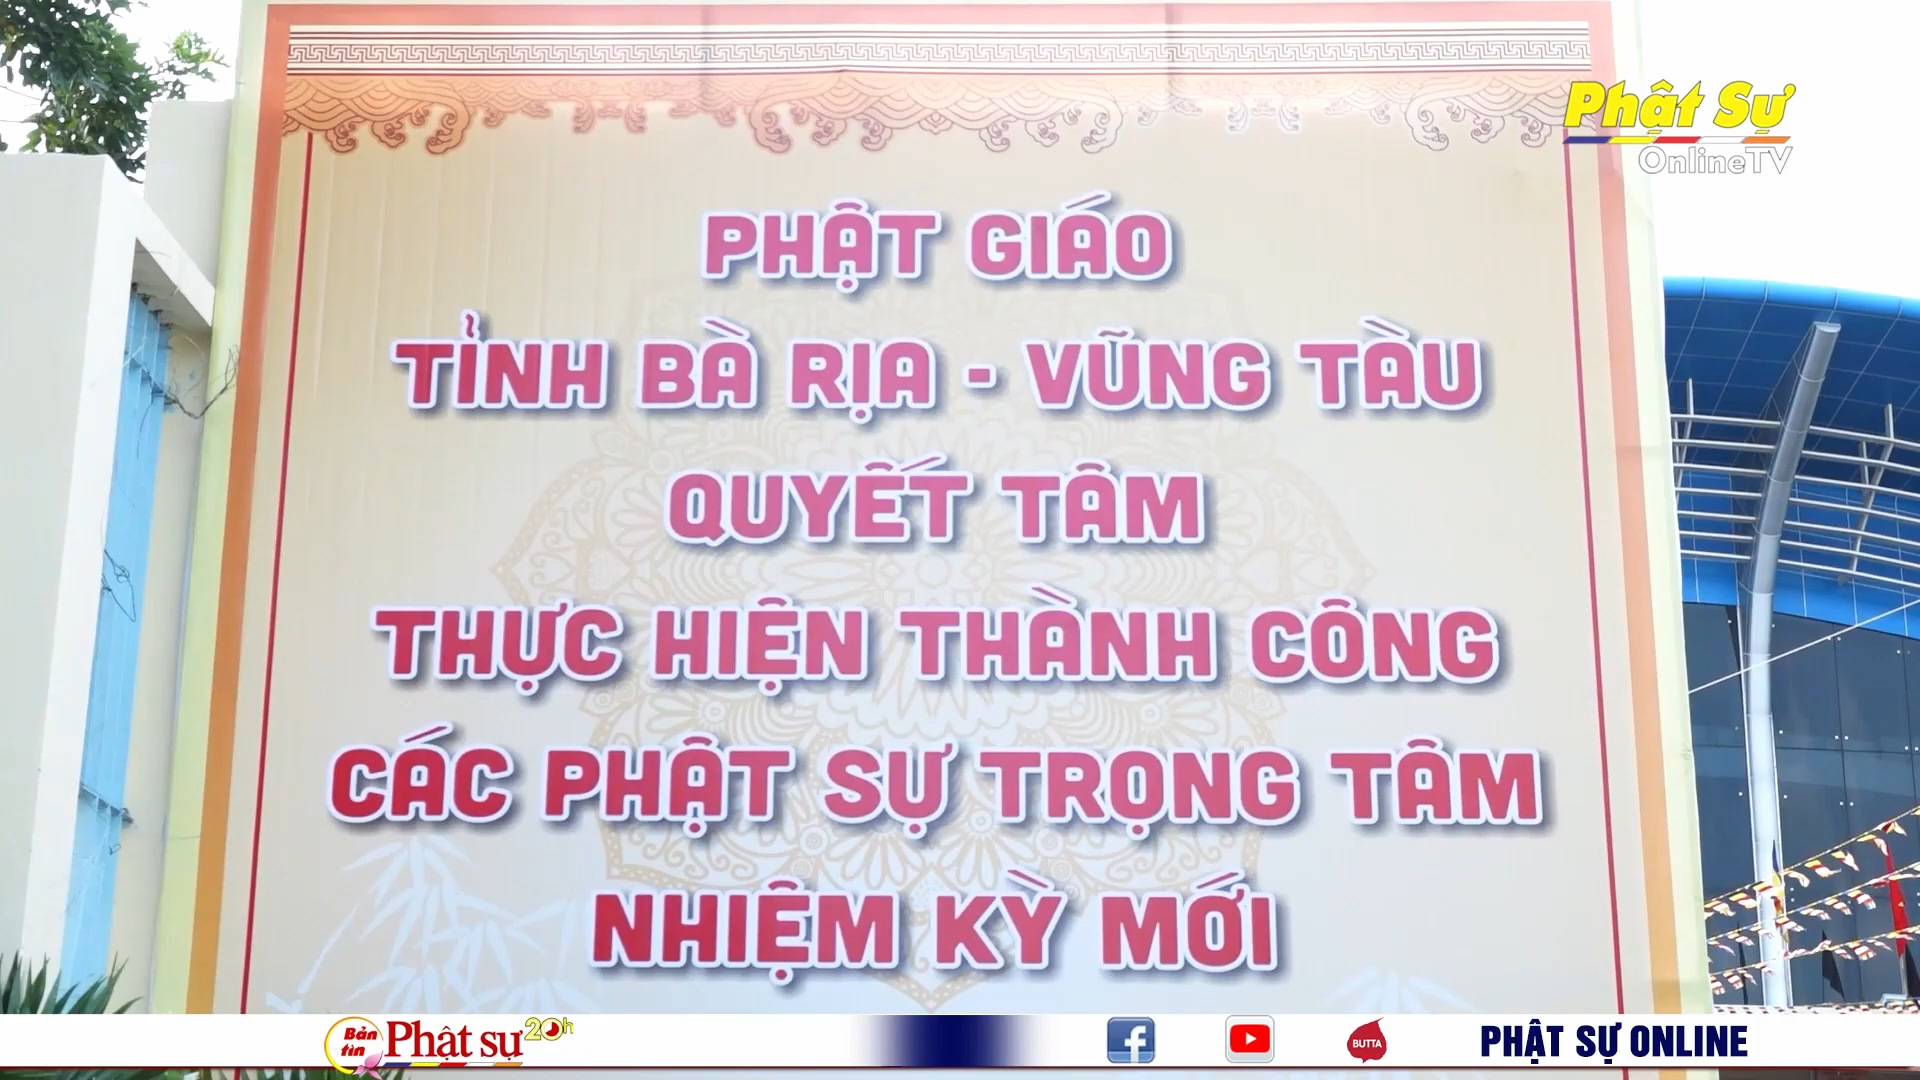 Phật Sự
OnlineTV
PHẬT GIÁO
TỈNH BÀ RỊA - VŨNG TÀU
QUYẾT TÂM
THỰC HIỆN THÀNH CÔNG
CÁC PHẬT SỰ TRỌNG TÂM
NHIỆM KỲ MỚI
Bản tin Phật sự 20h
BUTTA
PHẬT SỰ ONLINE